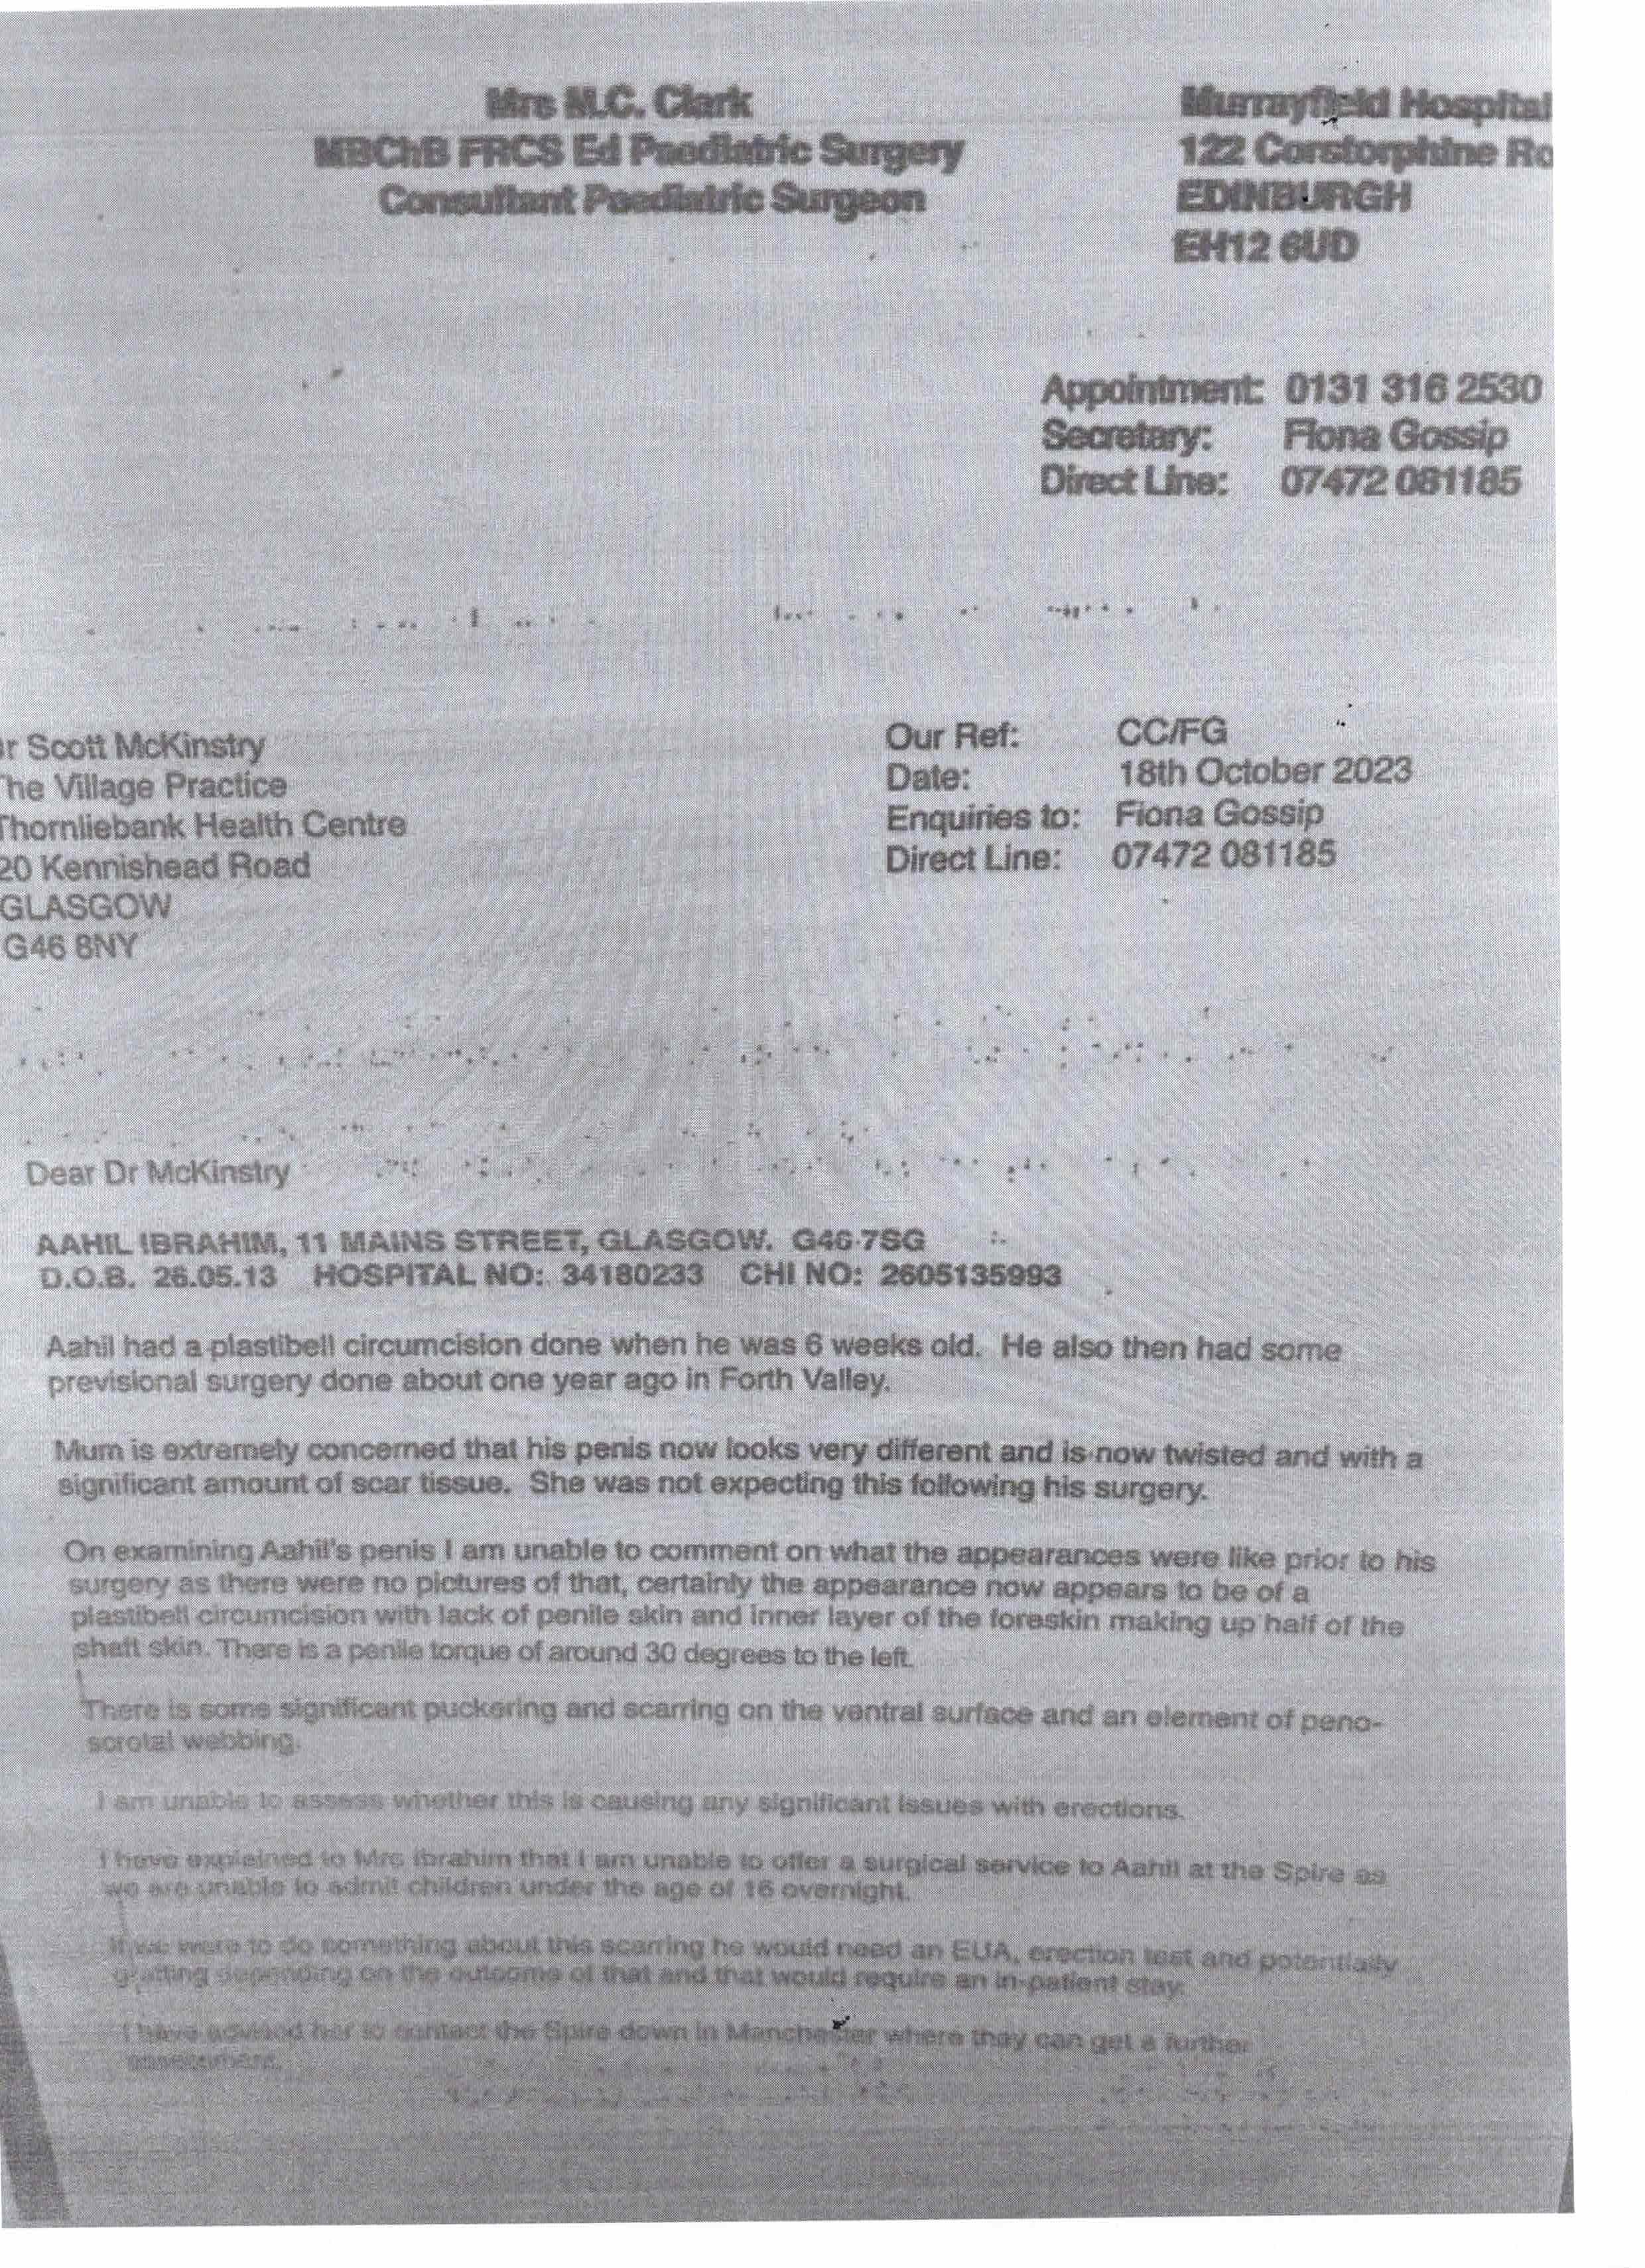 Mrs M.C. Clark
MBChB FRCS Ed Paediatric Surgery
Consultant Paediatric Surgeon
Murrayfield Hospital
122 Corstorphine Ro
EDINBURGH
EH12 6UD
Appointment: 0131 316 2530
Secretary: Fiona Gossip
Direct Line: 07472 081185
r Scott McKinstry
he Village Practice
Thornliebank Health Centre
20 Kennishead Road
GLASGOW
G46 8NY
Our Ref: CC/FG
Date: 18th October 2023
Enquiries to: Fiona Gossip
Direct Line: 07472 081185
Dear Dr McKinstry
AAHIL IBRAHIM, 11 MAINS STREET, GLASGOW. G46 7SG
D.O.B. 26.05.13 HOSPITAL NO: 34180233 CHI NO: 2605135993
Aahil had a plastibell circumcision done when he was 6 weeks old. He also then had some
previsional surgery done about one year ago in Forth Valley.
Mum is extremely concerned that his penis now looks very different and is now twisted and with a
significant amount of scar tissue. She was not expecting this following his surgery.
On examining Aahil's penis I am unable to comment on what the appearances were like prior to his
surgery as there were no pictures of that, certainly the appearance now appears to be of a
plastibell circumcision with lack of penile skin and inner layer of the foreskin making up half of the
shaft skin. There is a penile torque of around 30 degrees to the left.
There is some significant puckering and scarring on the ventral surface and an element of peno-
scrotal webbing.
I am unable to assess whether this is causing any significant issues with erections.
I have explained to Mrs Ibrahim that I am unable to offer a surgical service to Aahil at the Spire as
we are unable to admit children under the age of 16 overnight.
If we were to do something about this scarring he would need an EUA, erection test and potentially
grafting depending on the outcome of that and that would require an in-patient stay.
I have advised her to contact the Spire down in Manchester where they can get a further
assessment.